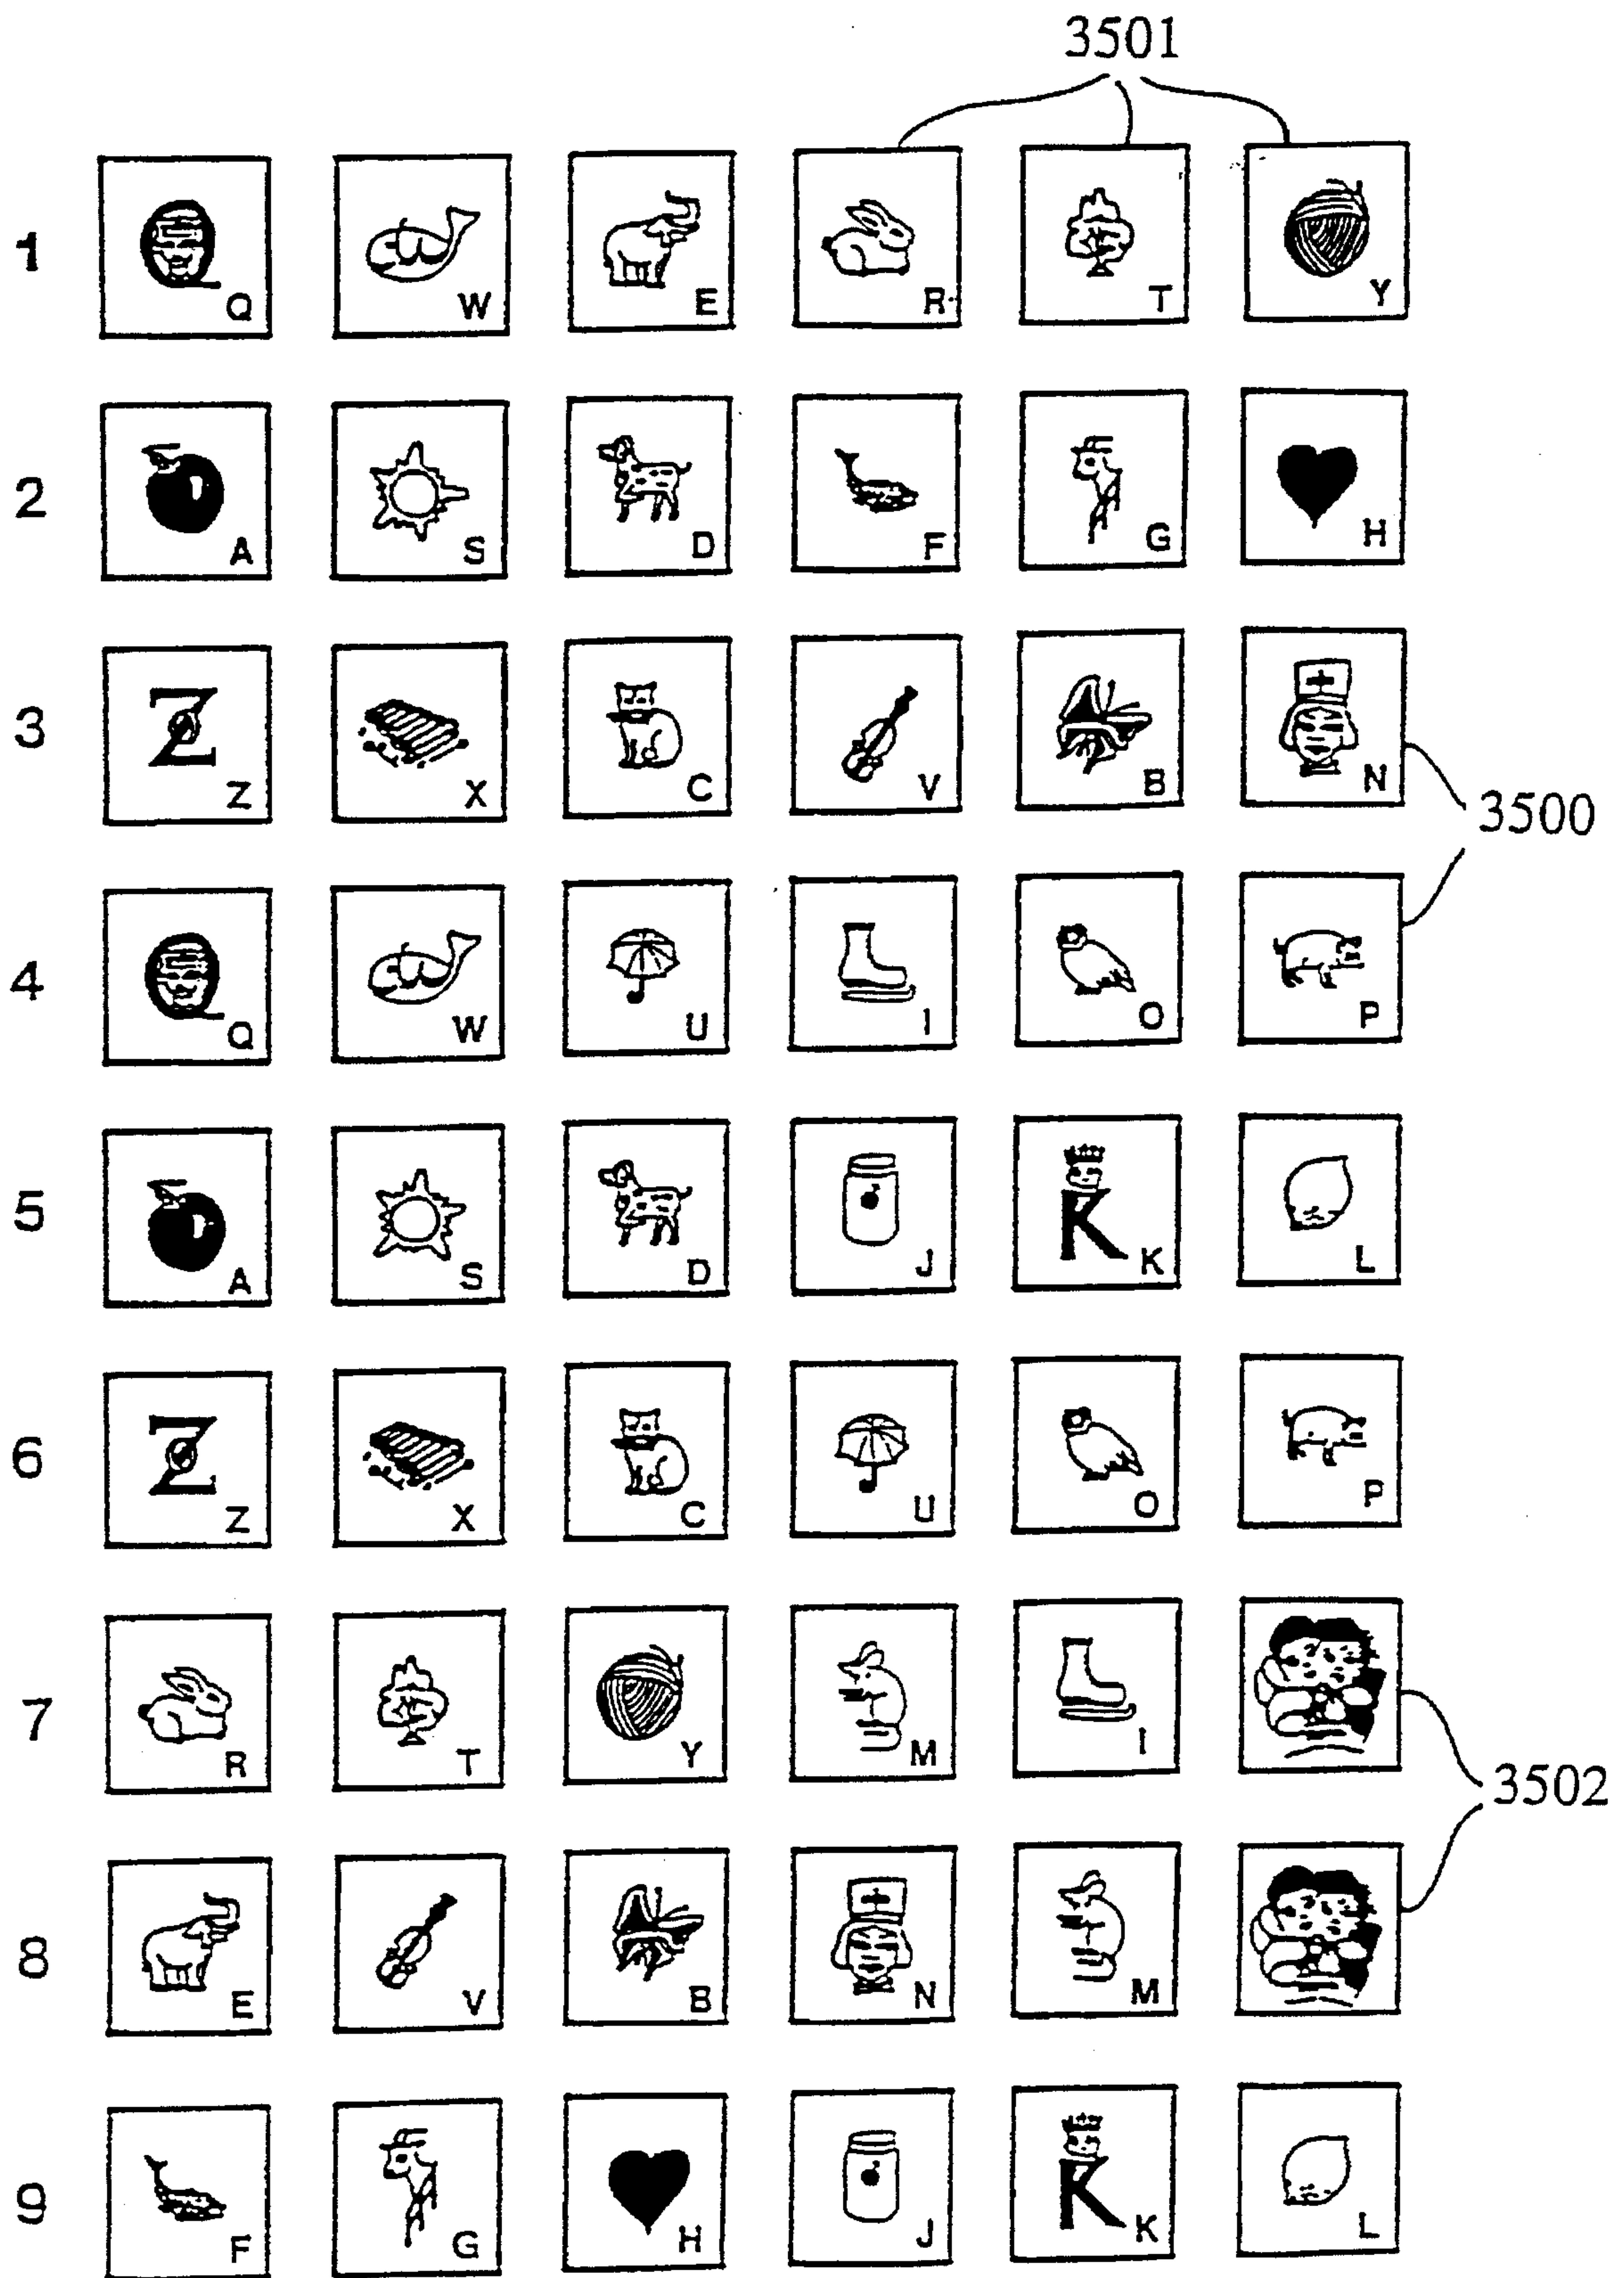 3501
1 Q W E R T Y
2 A S D F G H
3 Z Z X C V B N
3500
4 Q W U I O P
5 A S D J K K L
6 Z Z X C U O P
7 R T Y M I
3502
8 E V B N M
9 F G H J K K L